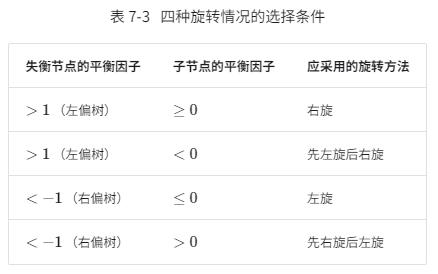 表 7-3 四种旋转情况的选择条件
失衡节点的平衡因子 子节点的平衡因子 应采用的旋转方法
> 1 （左偏树） ≥ 0 右旋
> 1 （左偏树） < 0 先左旋后右旋
< −1 （右偏树） ≤ 0 左旋
< −1 （右偏树） > 0 先右旋后左旋